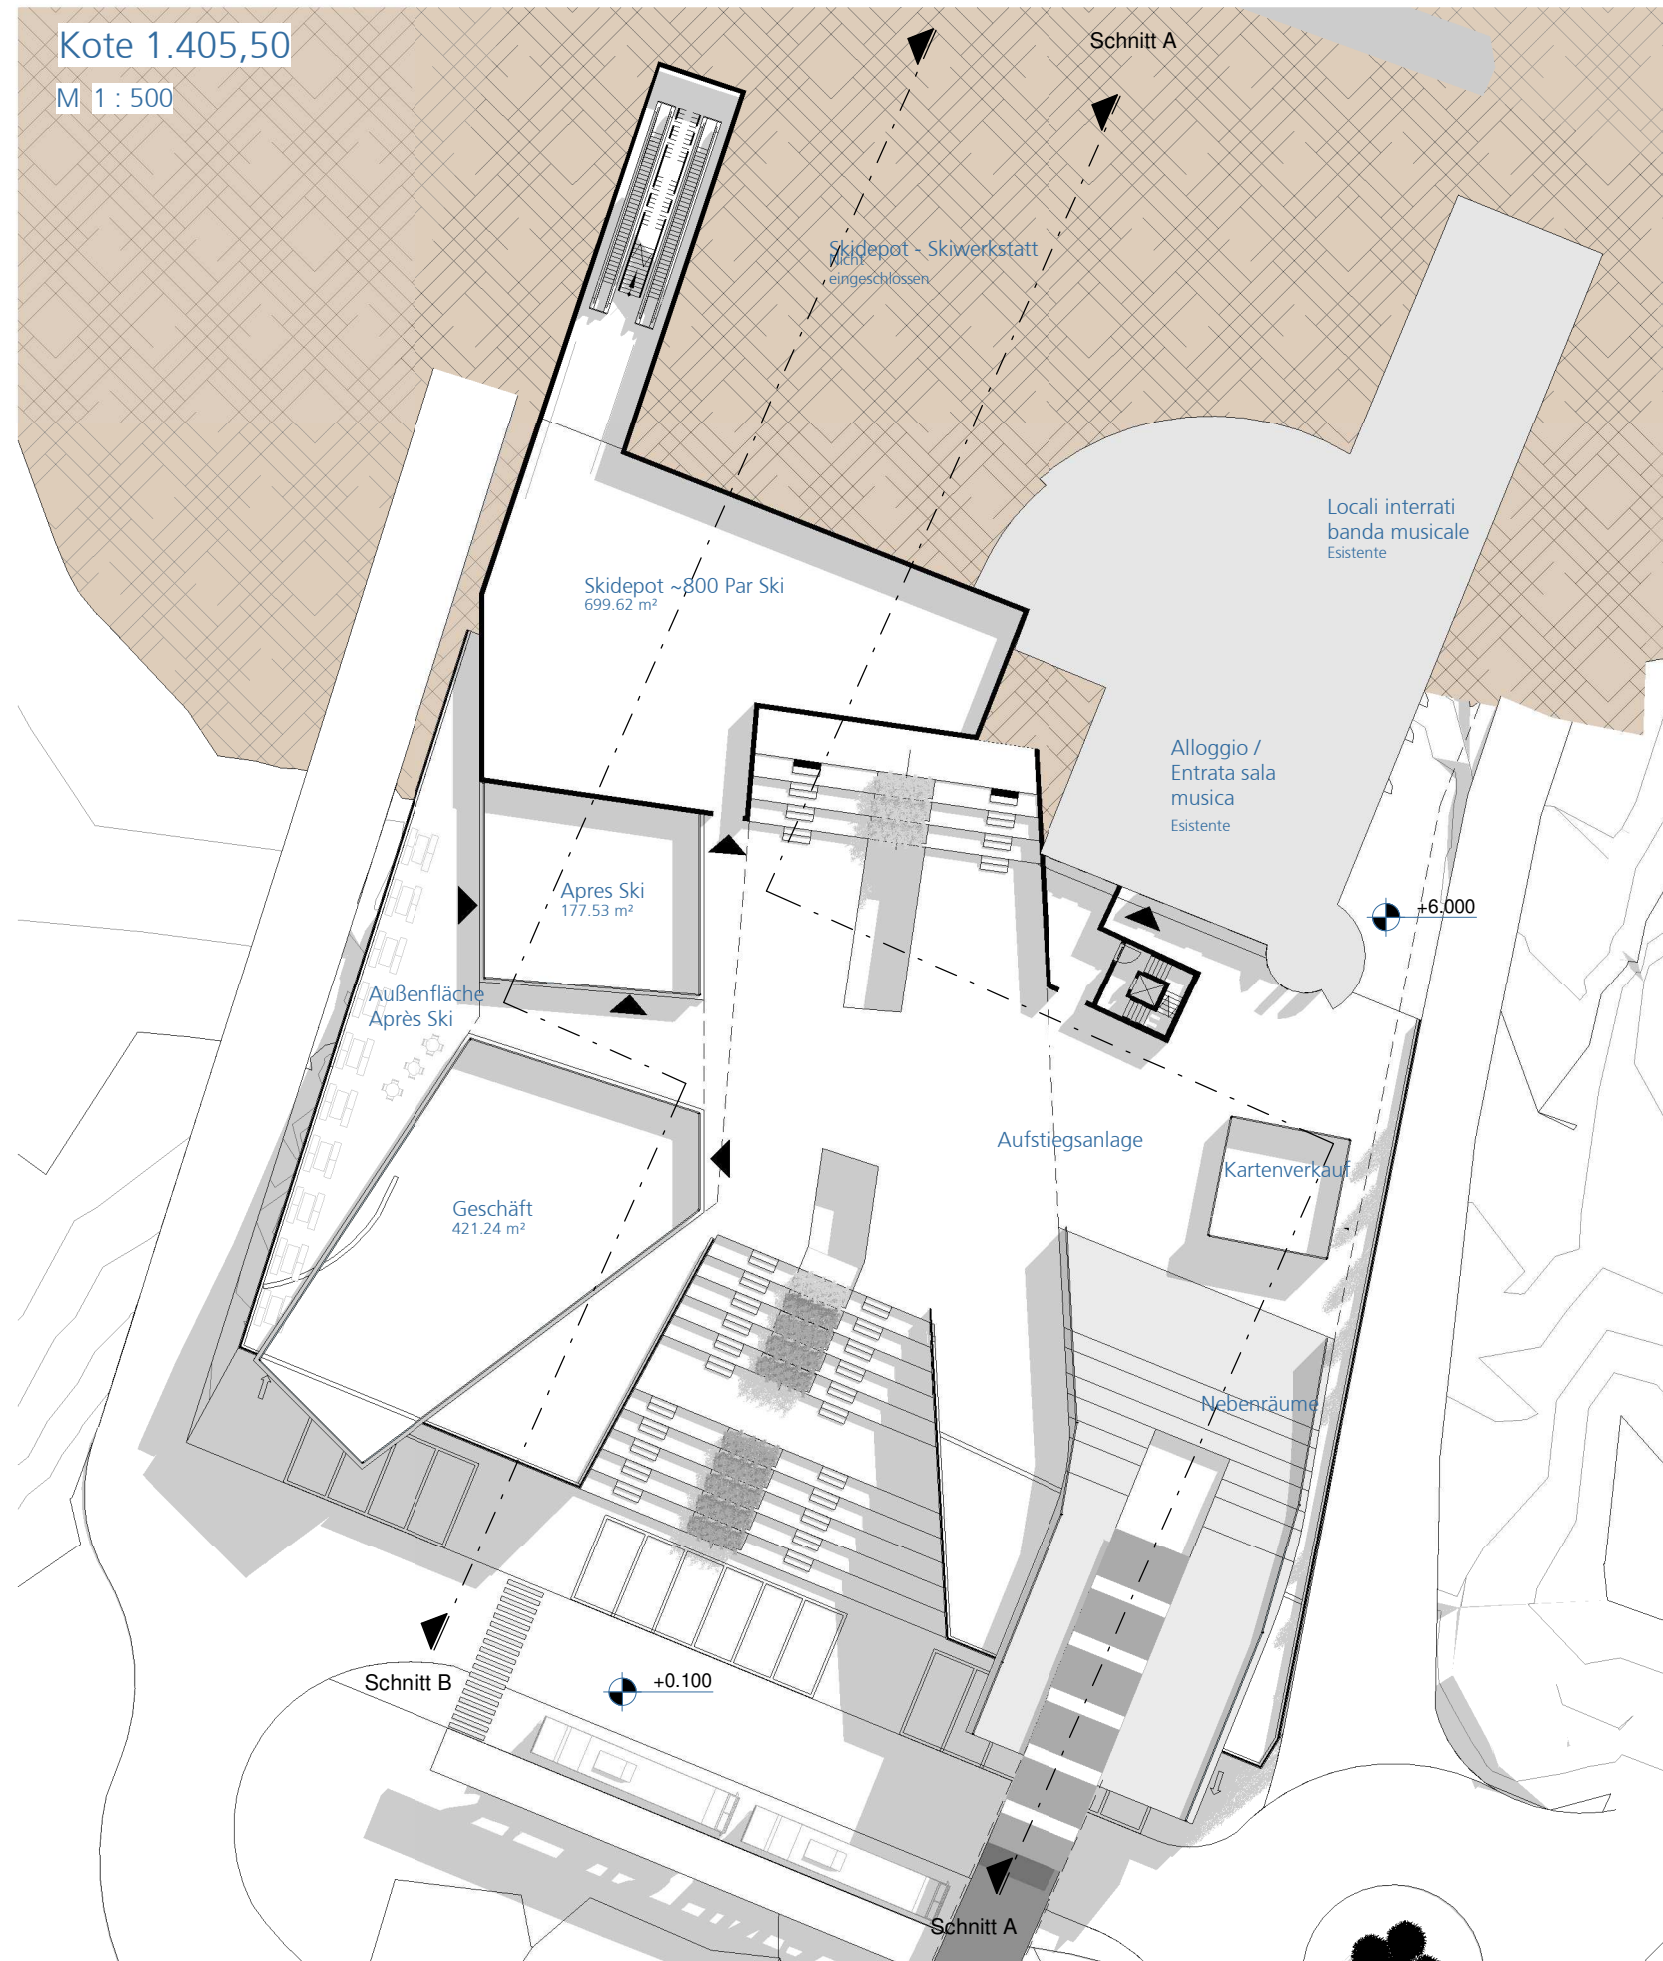 Kote 1.405,50
M 1 : 500
Schnitt A
Skidepot - Skiwerkstatt
Nicht
eingeschlossen
Locali interrati
banda musicale
Esistente
Skidepot ~800 Par Ski
699.62 m²
Alloggio /
Entrata sala
musica
Esistente
Apres Ski
177.53 m²
+6.000
Außenfläche
Après Ski
Aufstiegsanlage
Kartenverkauf
Geschäft
421.24 m²
Nebenräume
Schnitt B
+0.100
Schnitt A